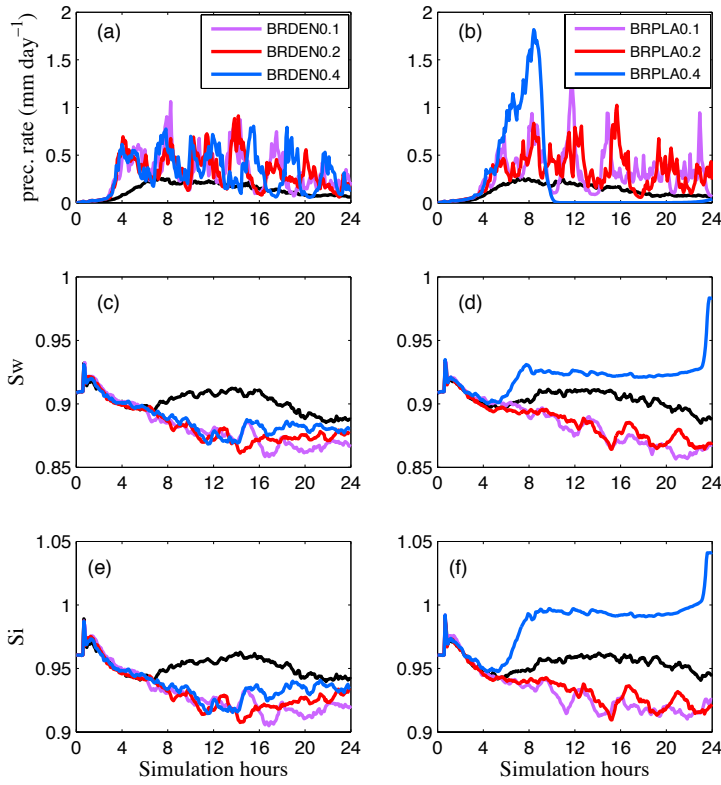 (a)
BRDEN0.1
BRDEN0.2
BRDEN0.4
(b)
BRPLA0.1
BRPLA0.2
BRPLA0.4
prec. rate (mm day⁻¹)
2
1.5
1
0.5
0
0 4 8 12 16 20 24
2
1.5
1
0.5
0
0 4 8 12 16 20 24
(c)
Sw
1
0.95
0.9
0.85
0 4 8 12 16 20 24
(d)
1
0.95
0.9
0.85
0 4 8 12 16 20 24
(e)
Si
1.05
1
0.95
0.9
0 4 8 12 16 20 24
Simulation hours
(f)
1.05
1
0.95
0.9
0 4 8 12 16 20 24
Simulation hours